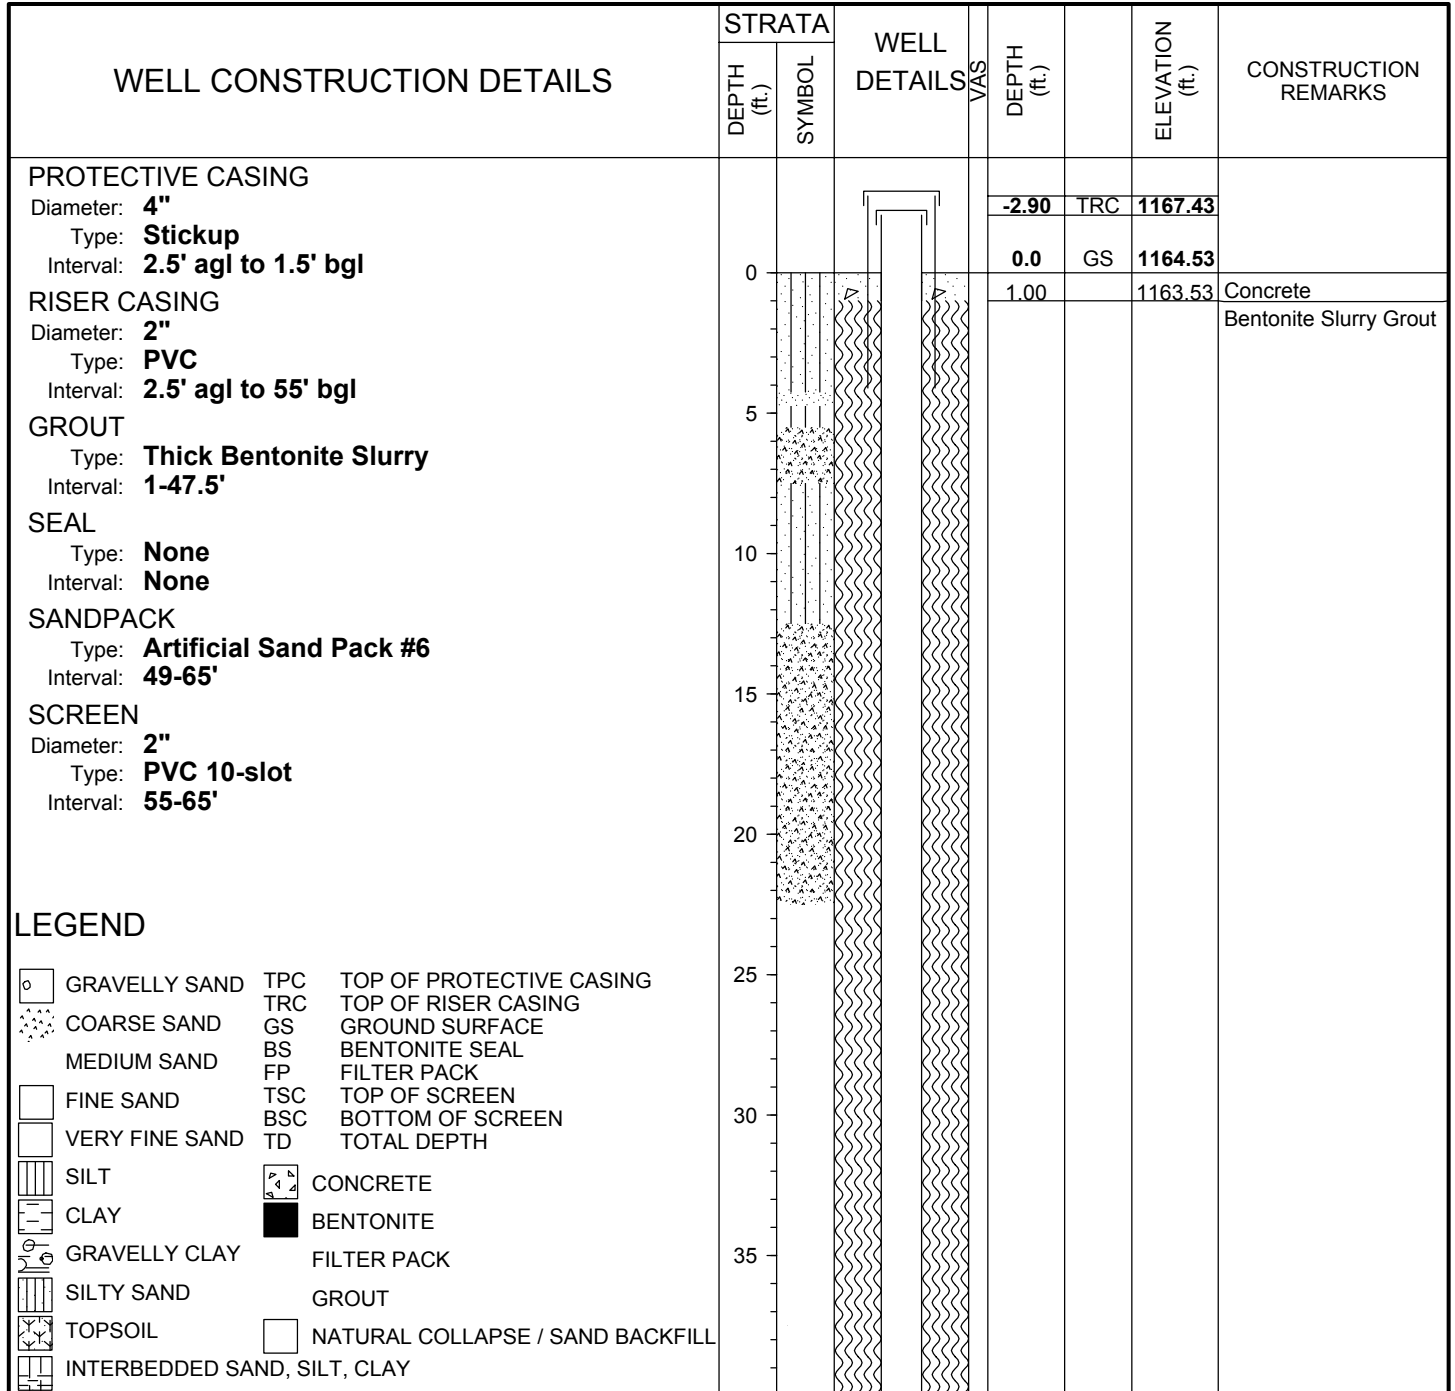 WELL CONSTRUCTION DETAILS
STRATA
DEPTH (ft.)
SYMBOL
WELL
DETAILS
VAS
DEPTH (ft.)
ELEVATION (ft.)
CONSTRUCTION
REMARKS
PROTECTIVE CASING
Diameter: 4"
Type: Stickup
Interval: 2.5' agl to 1.5' bgl
RISER CASING
Diameter: 2"
Type: PVC
Interval: 2.5' agl to 55' bgl
GROUT
Type: Thick Bentonite Slurry
Interval: 1-47.5'
SEAL
Type: None
Interval: None
SANDPACK
Type: Artificial Sand Pack #6
Interval: 49-65'
SCREEN
Diameter: 2"
Type: PVC 10-slot
Interval: 55-65'
LEGEND
GRAVELLY SAND
COARSE SAND
MEDIUM SAND
FINE SAND
VERY FINE SAND
SILT
CLAY
GRAVELLY CLAY
SILTY SAND
TOPSOIL
INTERBEDDED SAND, SILT, CLAY
TPC TOP OF PROTECTIVE CASING
TRC TOP OF RISER CASING
GS GROUND SURFACE
BS BENTONITE SEAL
FP FILTER PACK
TSC TOP OF SCREEN
BSC BOTTOM OF SCREEN
TD TOTAL DEPTH
CONCRETE
BENTONITE
FILTER PACK
GROUT
NATURAL COLLAPSE / SAND BACKFILL
0
5
10
15
20
25
30
35
-2.90 TRC 1167.43
0.0 GS 1164.53
1.00 1163.53 Concrete
Bentonite Slurry Grout